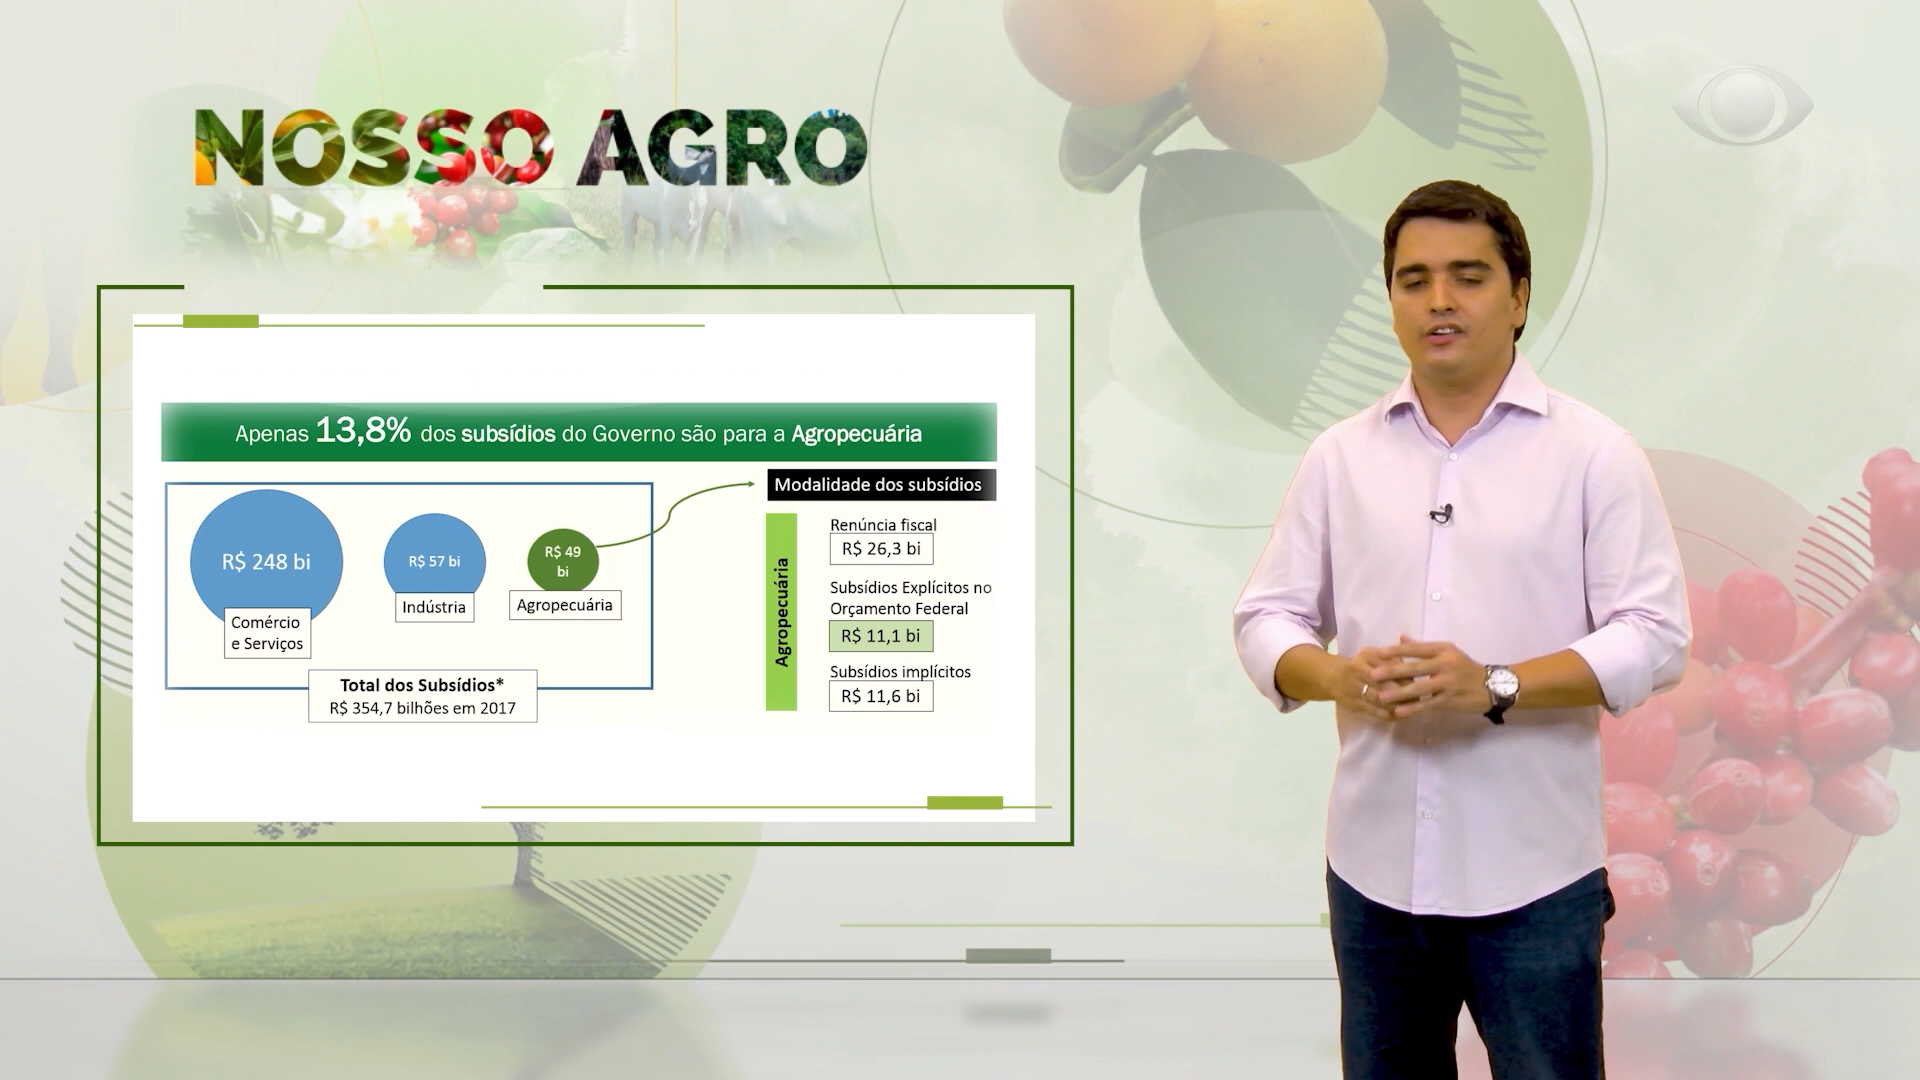 NOSSO AGRO
Apenas 13,8% dos subsídios do Governo são para a Agropecuária
R$ 248 bi
Comércio
e Serviços
R$ 57 bi
Indústria
R$ 49
bi
Agropecuária
Total dos Subsídios*
R$ 354,7 bilhões em 2017
Modalidade dos subsídios
Agropecuária
Renúncia fiscal
R$ 26,3 bi
Subsídios Explícitos no
Orçamento Federal
R$ 11,1 bi
Subsídios implícitos
R$ 11,6 bi